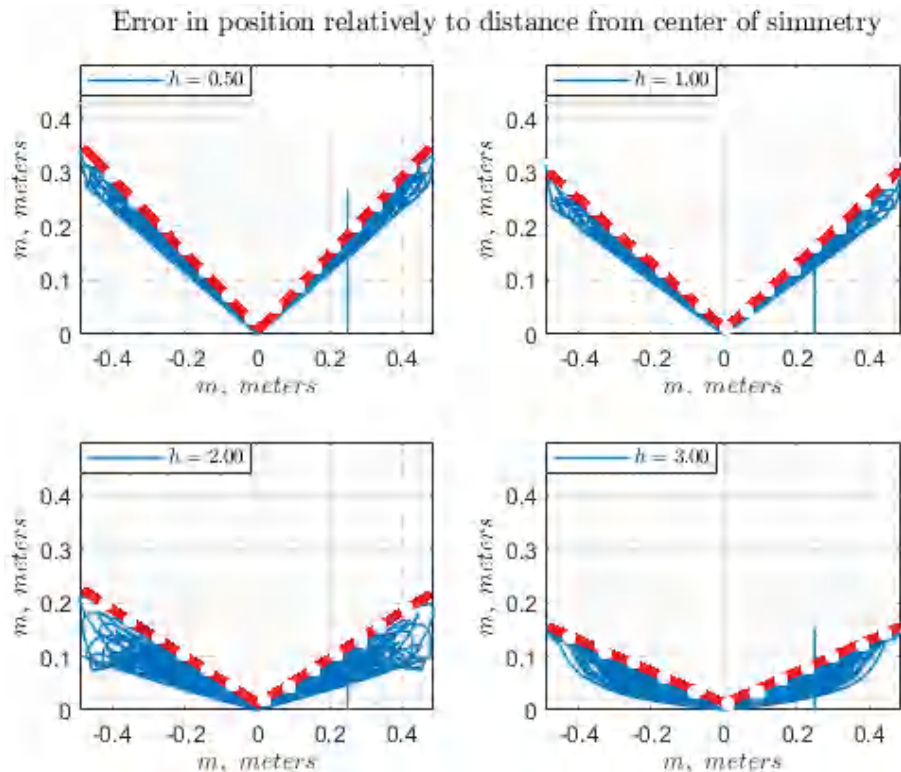 Error in position relatively to distance from center of simmetry
h = 0.50
m, meters
0.4
0.3
0.2
0.1
0
-0.4 -0.2 0 0.2 0.4
m, meters
h = 1.00
m, meters
0.4
0.3
0.2
0.1
0
-0.4 -0.2 0 0.2 0.4
m. meters
h = 2.00
m, meters
0.4
0.3
0.2
0.1
0
-0.4 -0.2 0 0.2 0.4
m, meters
h = 3.00
m, meters
0.4
0.3
0.2
0.1
0
-0.4 -0.2 0 0.2 0.4
m, meters